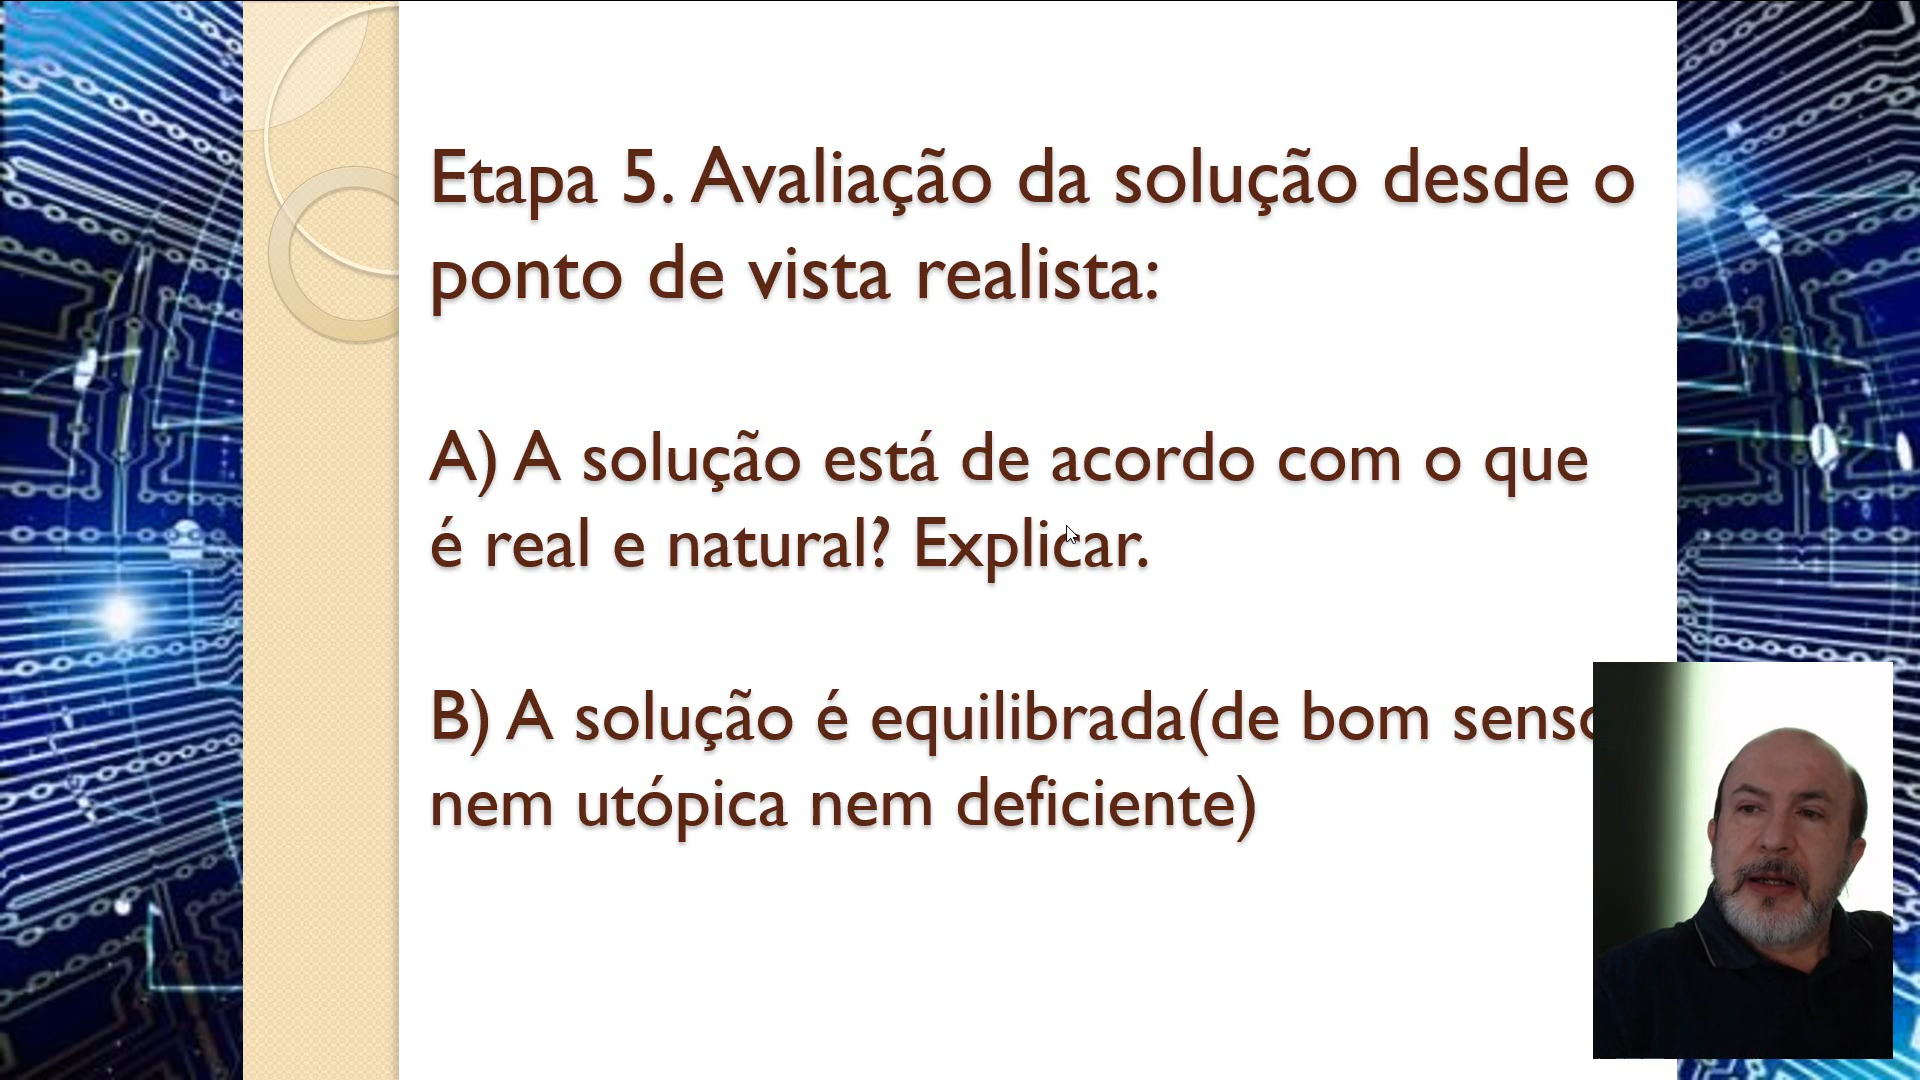 Etapa 5. Avaliação da solução desde o
ponto de vista realista:
A) A solução está de acordo com o que
é real e natural? Explicar.
B) A solução é equilibrada(de bom senso
nem utópica nem deficiente)